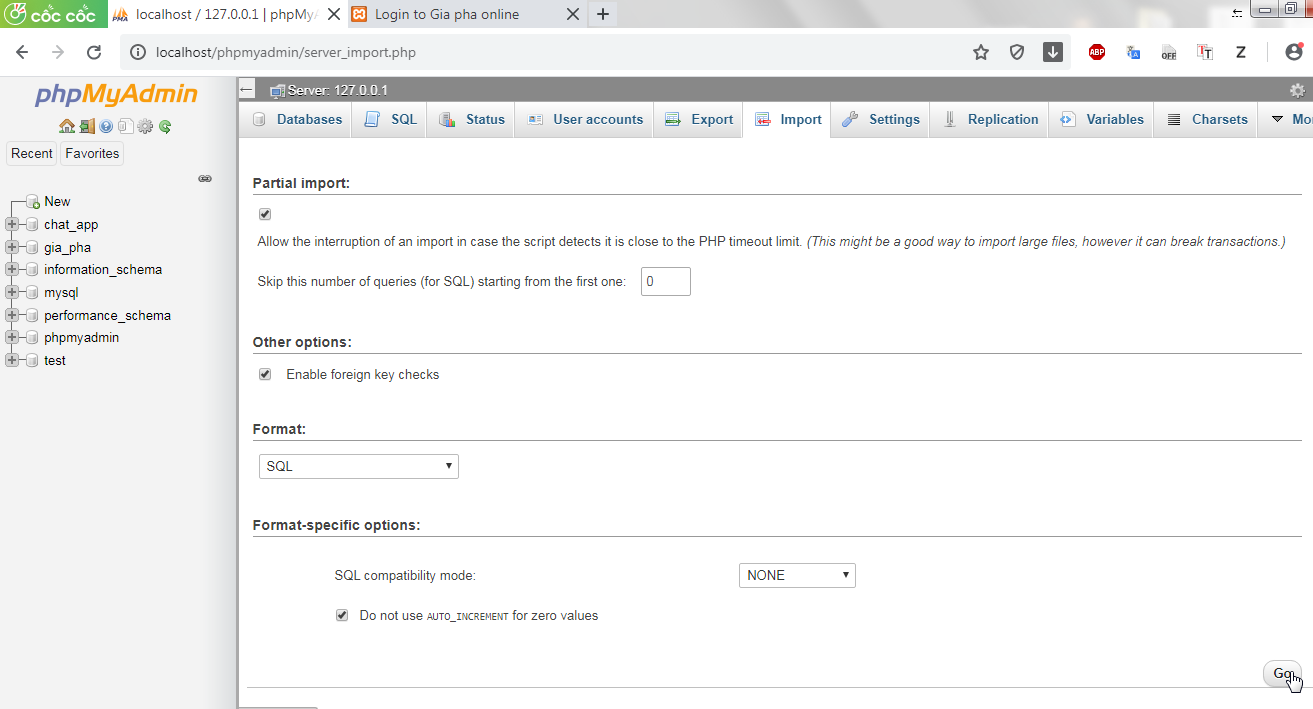 cốc cốc
localhost / 127.0.0.1 | phpMyA
Login to Gia pha online
localhost/phpmyadmin/server_import.php
ABP
OFF
T T
Z
phpMyAdmin
Recent
Favorites
New
chat_app
gia_pha
information_schema
mysql
performance_schema
phpmyadmin
test
Server: 127.0.0.1
Databases
SQL
Status
User accounts
Export
Import
Settings
Replication
Variables
Charsets
Mo
Partial import:
Allow the interruption of an import in case the script detects it is close to the PHP timeout limit. (This might be a good way to import large files, however it can break transactions.)
Skip this number of queries (for SQL) starting from the first one: 0
Other options:
Enable foreign key checks
Format:
SQL
Format-specific options:
SQL compatibility mode: NONE
Do not use AUTO_INCREMENT for zero values
Go